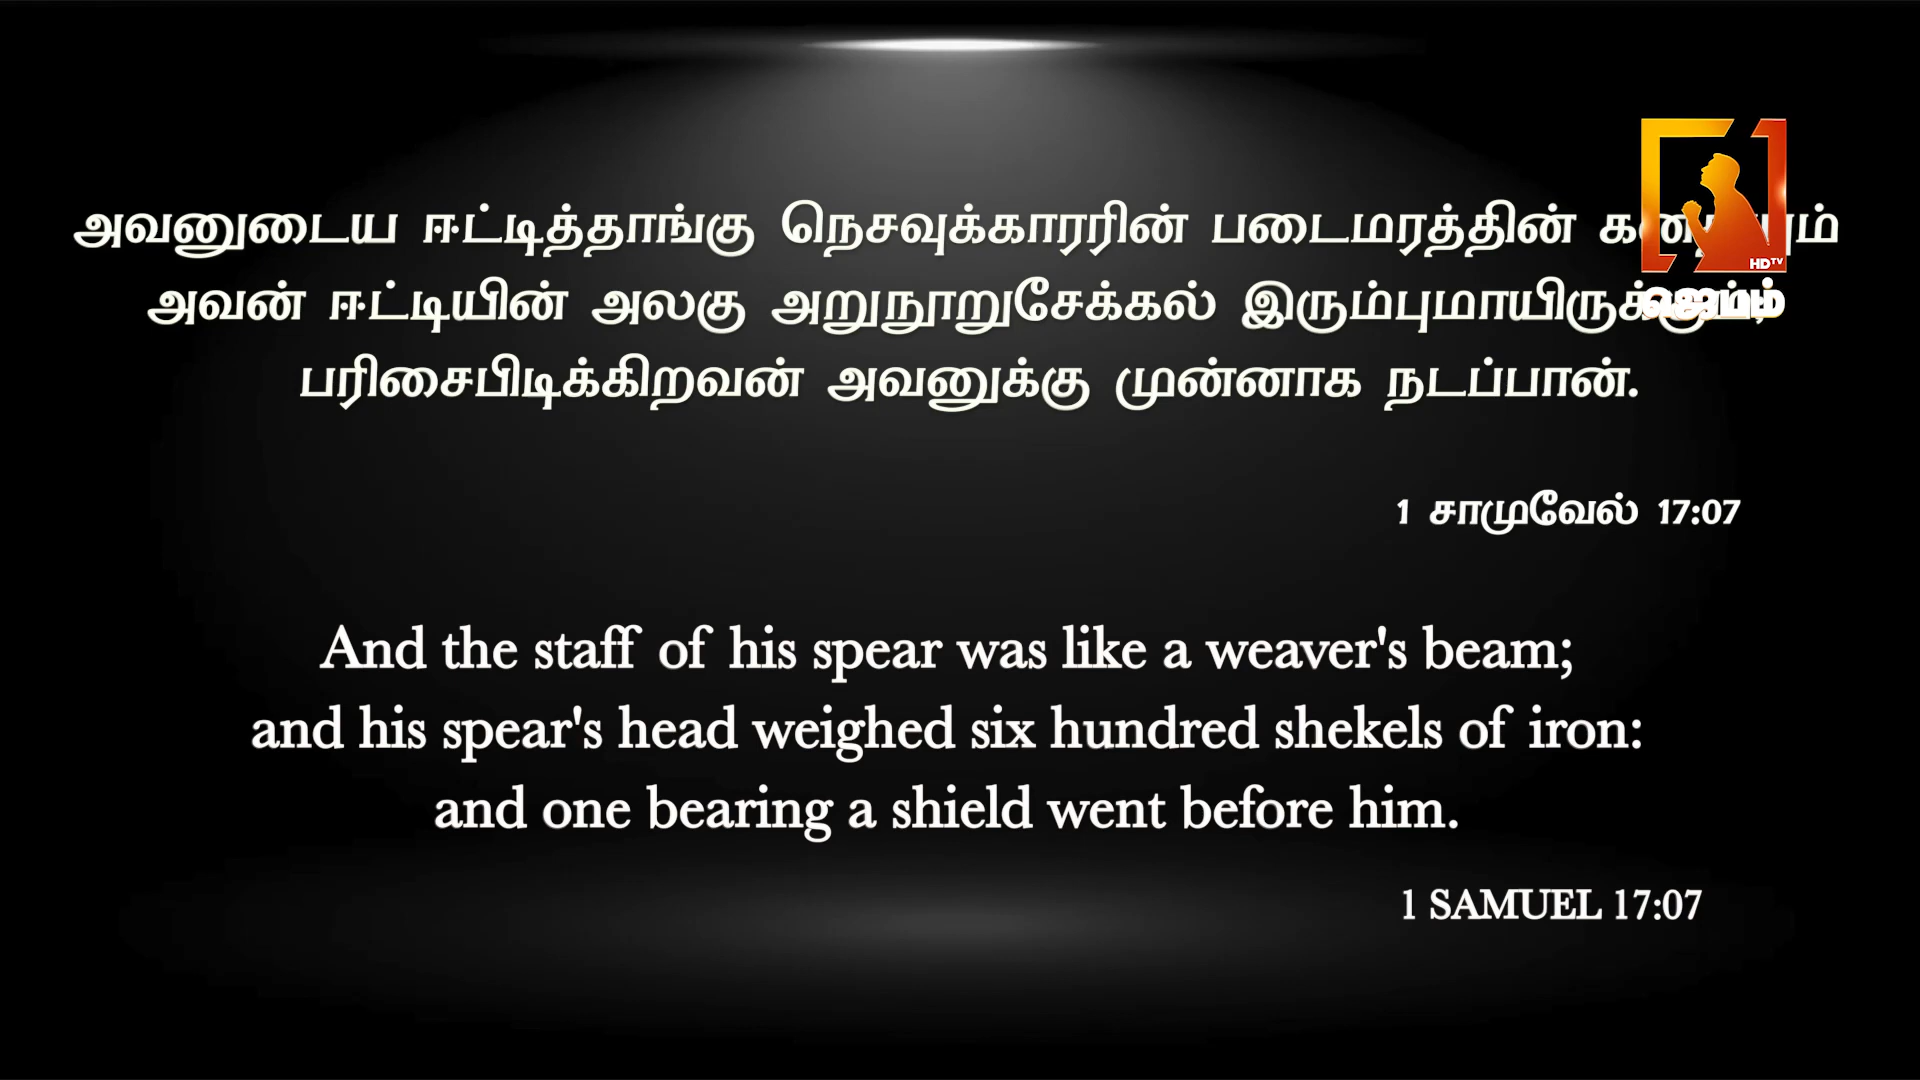 அவனுடைய ஈட்டித்தாங்கு நெசவுக்காரரின் படைமரத்தின்
அவன் ஈட்டியின் அலகு அறுநூறுசேக்கல்
பரிசைபிடிக்கிறவன் அவனுக்கு முன்னாக நடப்பான்.
1 சாமுவேல் 17:07
And the staff of his spear was like a weaver's beam;
and his spear's head weighed six hundred shekels of iron:
and one bearing a shield went before him.
1 SAMUEL 17:07
HDTV
ஜெபம்